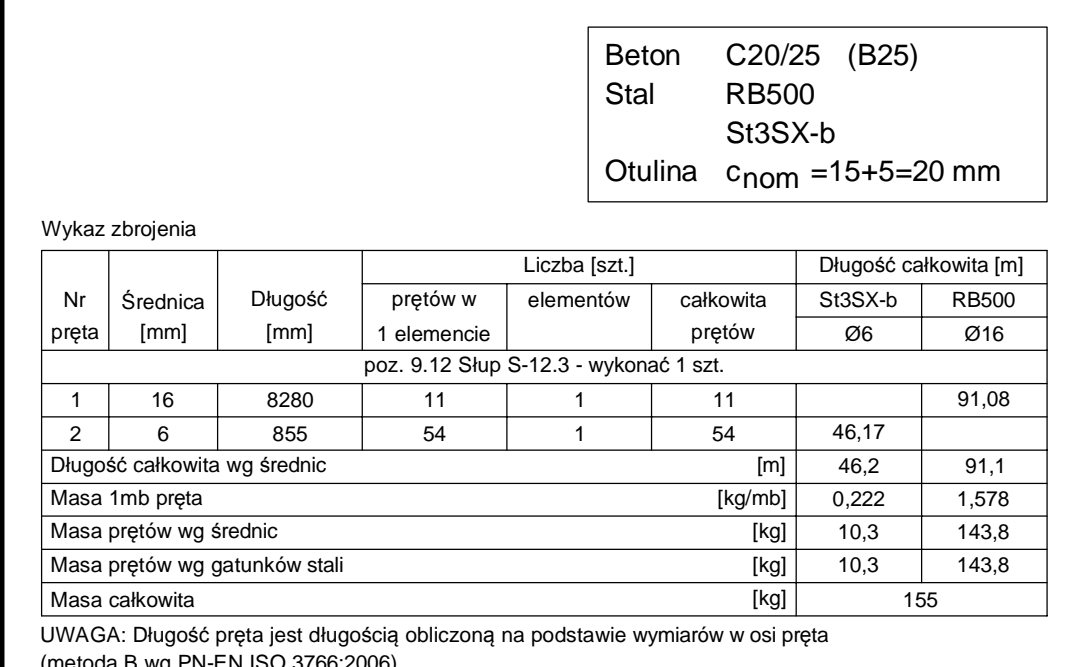 Beton C20/25 (B25)
Stal RB500
St3SX-b
Otulina cnom =15+5=20 mm
Wykaz zbrojenia
Liczba [szt.] Długość całkowita [m]
Nr Średnica Długość prętów w elementów całkowita St3SX-b RB500
pręta [mm] [mm] 1 elemencie prętów Ø6 Ø16
poz. 9.12 Słup S-12.3 - wykonać 1 szt.
1 16 8280 11 1 11 91,08
2 6 855 54 1 54 46,17
Długość całkowita wg średnic [m] 46,2 91,1
Masa 1mb pręta [kg/mb] 0,222 1,578
Masa prętów wg średnic [kg] 10,3 143,8
Masa prętów wg gatunków stali [kg] 10,3 143,8
Masa całkowita [kg] 155
UWAGA: Długość pręta jest długością obliczoną na podstawie wymiarów w osi pręta
(metoda B wg PN-EN ISO 3766:2006)